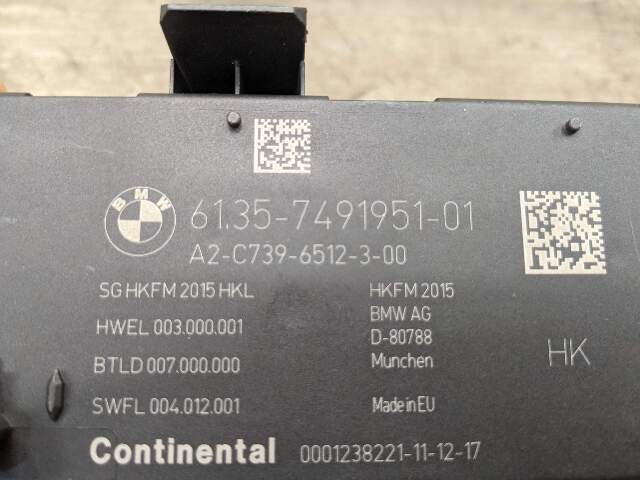 BMW
61.35-7491951-01
A2-C739-6512-3-00
SG HKFM 2015 HKL
HWEL 003.000.001
BTLD 007.000.000
SWFL 004.012.001
HKFM 2015
BMW AG
D-80788
Munchen
Made in EU
HK
Continental 0001238221-11-12-17